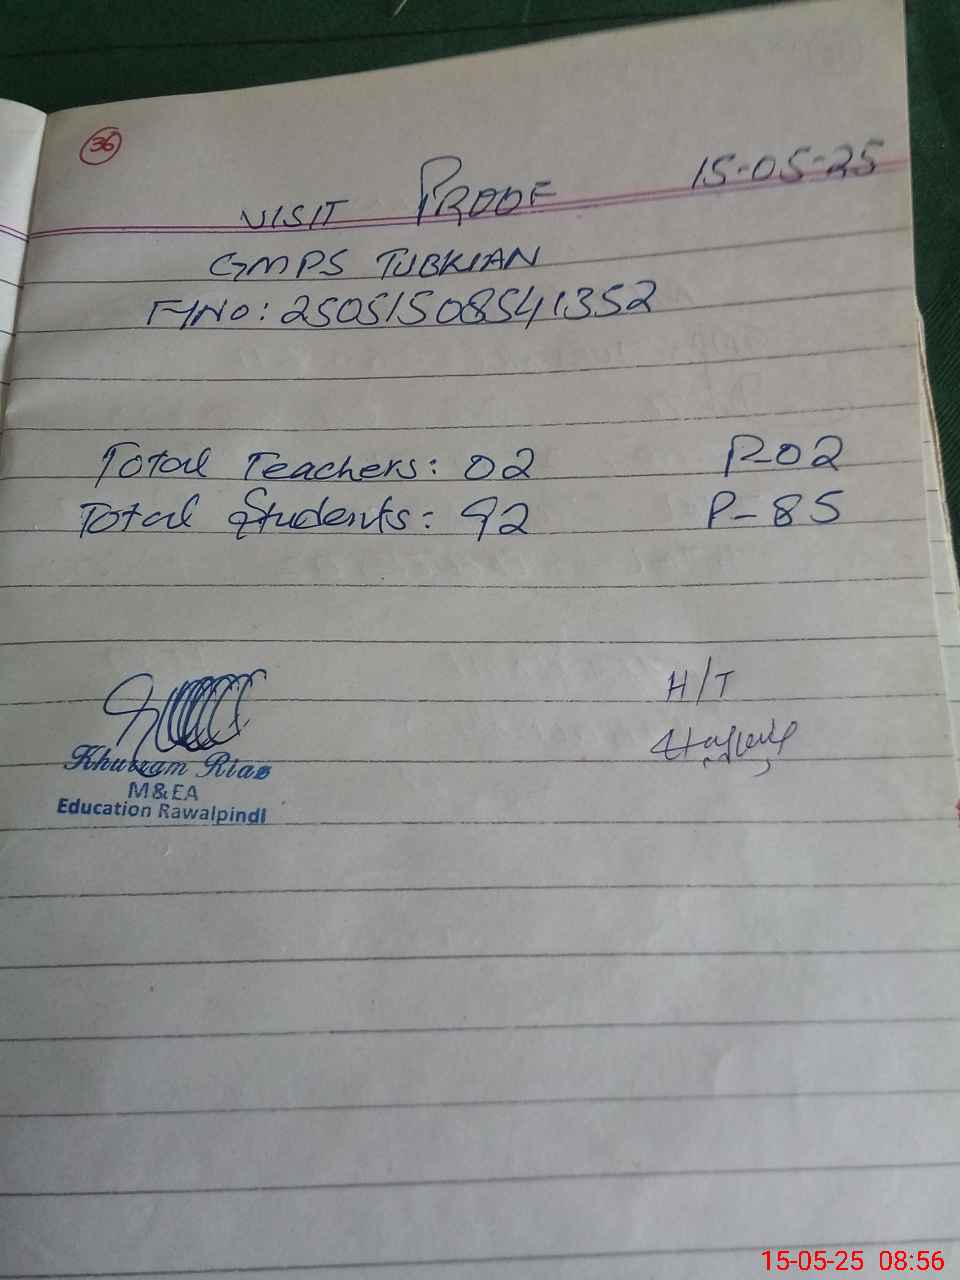 36
15-05-25
VISIT PROOF
GMPS TUBKIAN
F/NO: 25051508541352
Total Teachers: 02 P-02
Total Students: 92 P-85
H/T
Khurram Riaz
M&EA
Education Rawalpindi
15-05-25 08:56